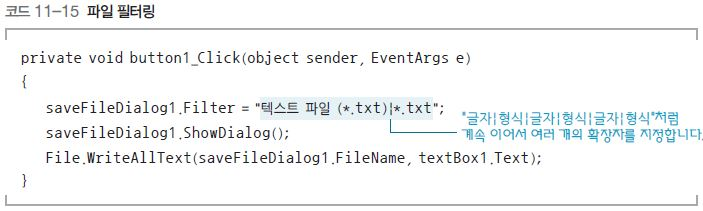 코드 11-15 파일 필터링
private void button1_Click(object sender, EventArgs e)
{
saveFileDialog1.Filter = "텍스트 파일 (*.txt)|*.txt";
saveFileDialog1.ShowDialog();
File.WriteAllText(saveFileDialog1.FileName, textBox1.Text);
}
"글자|형식|글자|형식|글자|형식"처럼
계속 이어서 여러 개의 확장자를 지정합니다.